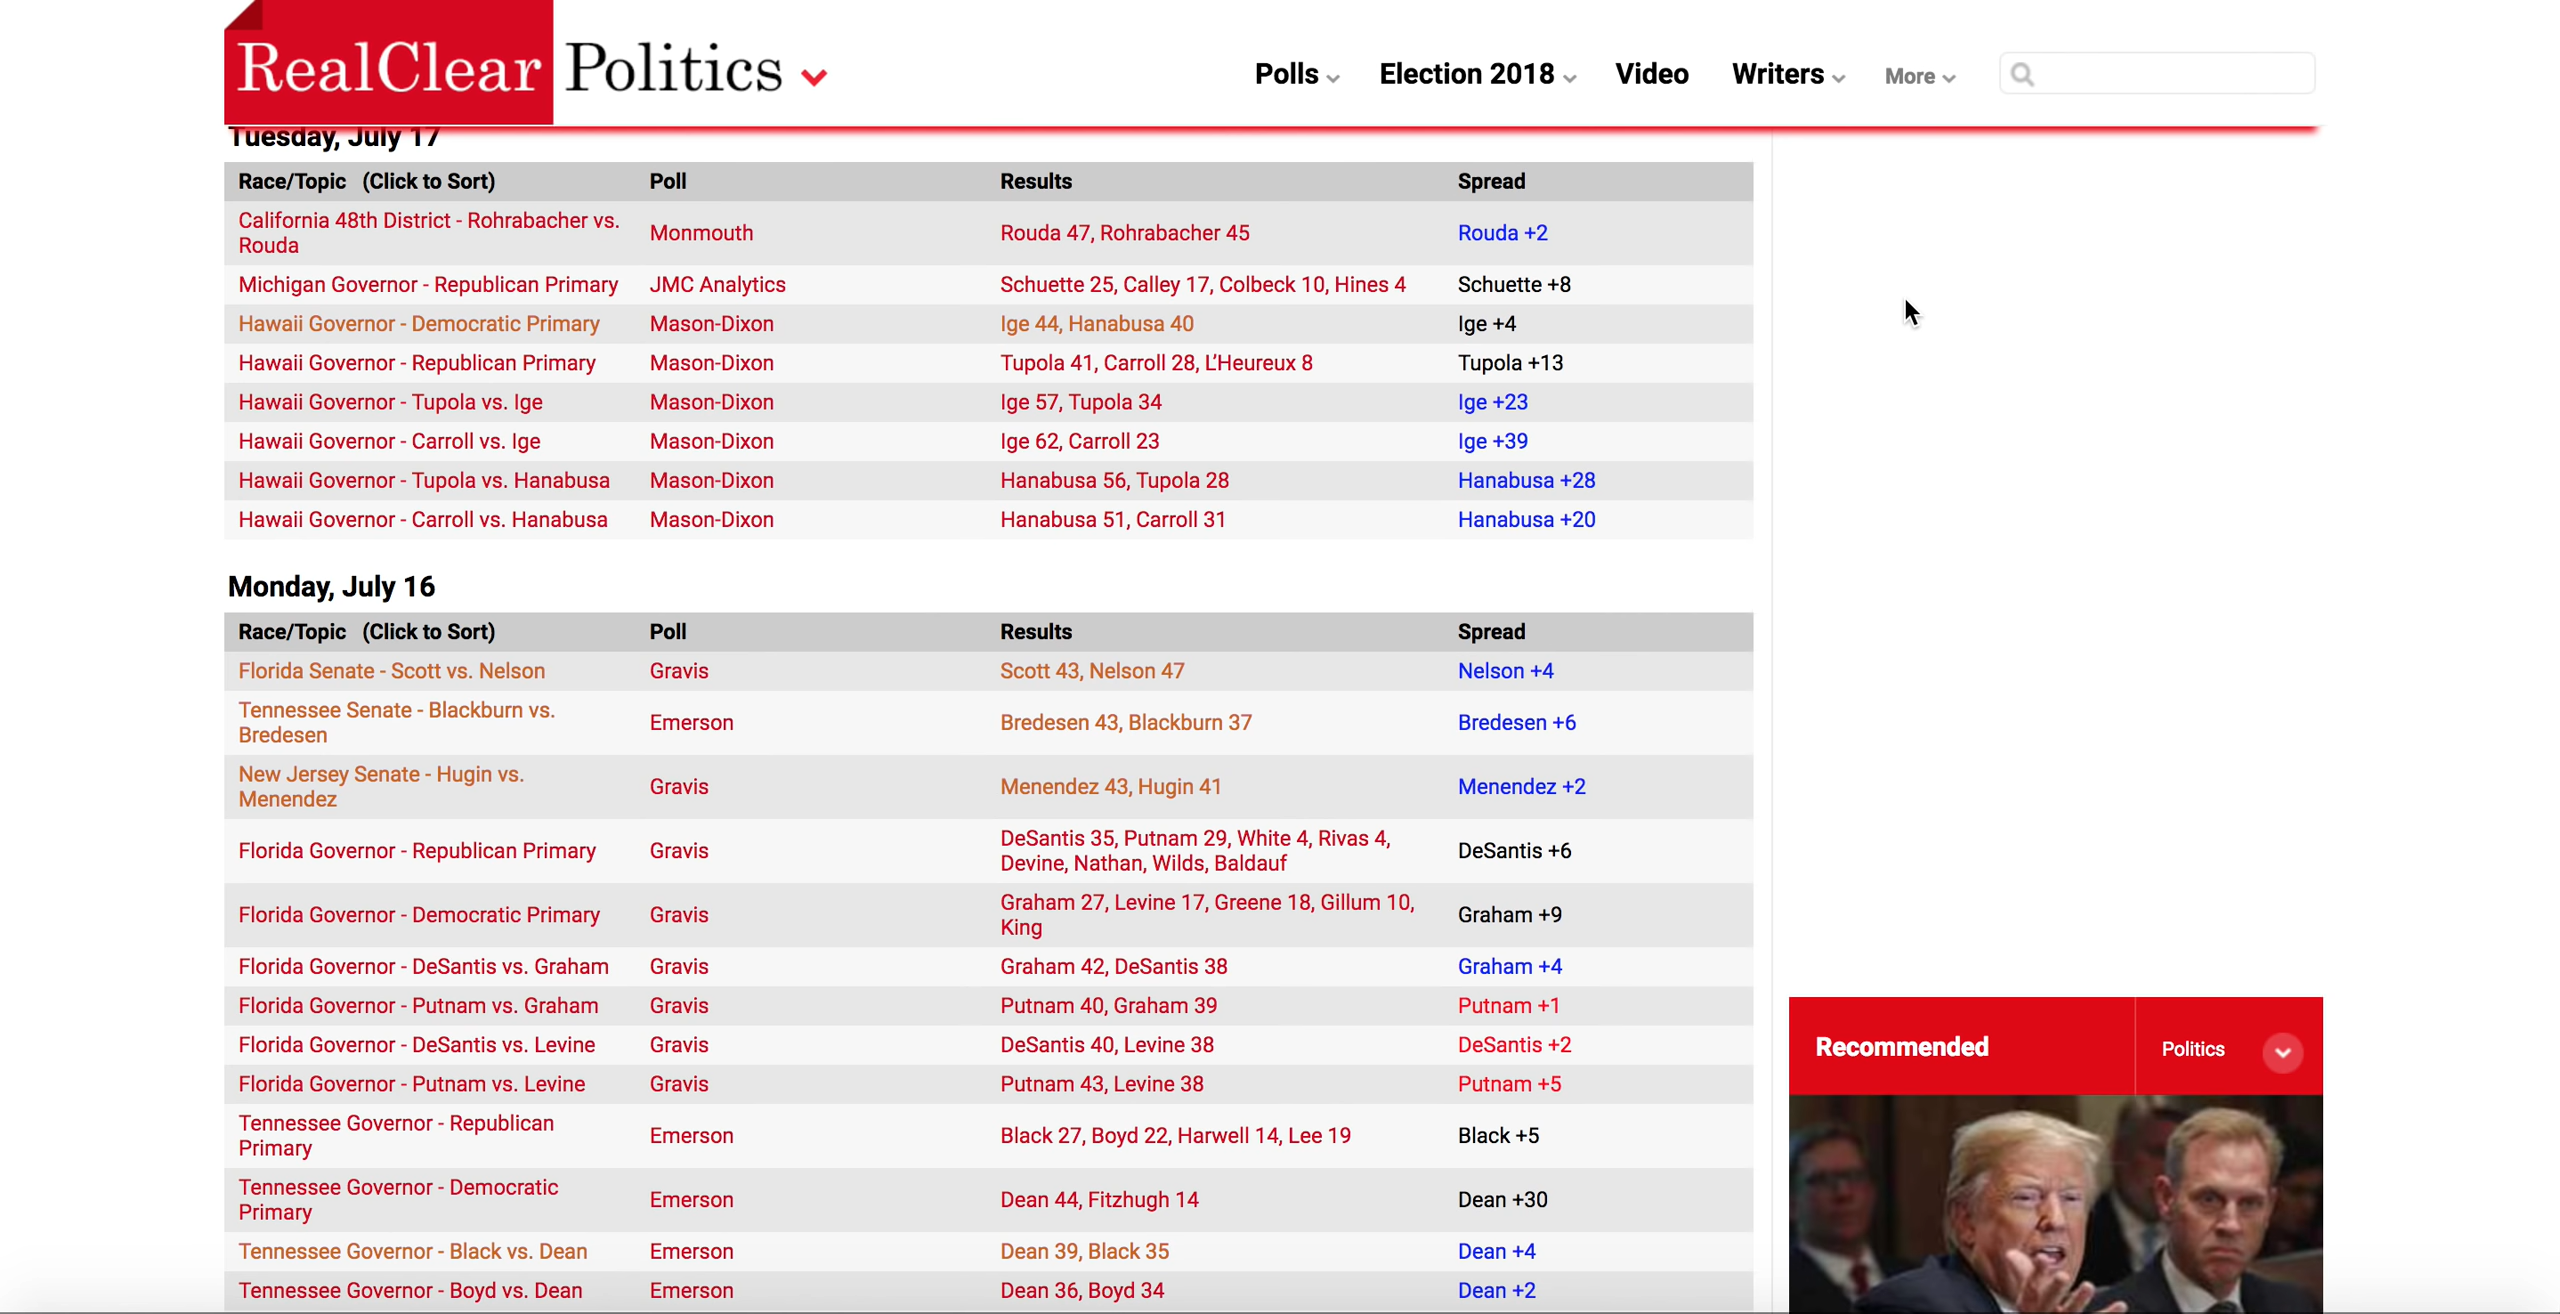 RealClear Politics
Polls Election 2018 Video Writers More
Tuesday, July 17
Race/Topic (Click to Sort) Poll Results Spread
California 48th District - Rohrabacher vs.
Rouda Monmouth Rouda 47, Rohrabacher 45 Rouda +2
Michigan Governor - Republican Primary JMC Analytics Schuette 25, Calley 17, Colbeck 10, Hines 4 Schuette +8
Hawaii Governor - Democratic Primary Mason-Dixon Ige 44, Hanabusa 40 Ige +4
Hawaii Governor - Republican Primary Mason-Dixon Tupola 41, Carroll 28, L'Heureux 8 Tupola +13
Hawaii Governor - Tupola vs. Ige Mason-Dixon Ige 57, Tupola 34 Ige +23
Hawaii Governor - Carroll vs. Ige Mason-Dixon Ige 62, Carroll 23 Ige +39
Hawaii Governor - Tupola vs. Hanabusa Mason-Dixon Hanabusa 56, Tupola 28 Hanabusa +28
Hawaii Governor - Carroll vs. Hanabusa Mason-Dixon Hanabusa 51, Carroll 31 Hanabusa +20
Monday, July 16
Race/Topic (Click to Sort) Poll Results Spread
Florida Senate - Scott vs. Nelson Gravis Scott 43, Nelson 47 Nelson +4
Tennessee Senate - Blackburn vs.
Bredesen Emerson Bredesen 43, Blackburn 37 Bredesen +6
New Jersey Senate - Hugin vs.
Menendez Gravis Menendez 43, Hugin 41 Menendez +2
Florida Governor - Republican Primary Gravis DeSantis 35, Putnam 29, White 4, Rivas 4,
Devine, Nathan, Wilds, Baldauf DeSantis +6
Florida Governor - Democratic Primary Gravis Graham 27, Levine 17, Greene 18, Gillum 10,
King Graham +9
Florida Governor - DeSantis vs. Graham Gravis Graham 42, DeSantis 38 Graham +4
Florida Governor - Putnam vs. Graham Gravis Putnam 40, Graham 39 Putnam +1
Florida Governor - DeSantis vs. Levine Gravis DeSantis 40, Levine 38 DeSantis +2
Florida Governor - Putnam vs. Levine Gravis Putnam 43, Levine 38 Putnam +5
Tennessee Governor - Republican
Primary Emerson Black 27, Boyd 22, Harwell 14, Lee 19 Black +5
Tennessee Governor - Democratic
Primary Emerson Dean 44, Fitzhugh 14 Dean +30
Tennessee Governor - Black vs. Dean Emerson Dean 39, Black 35 Dean +4
Tennessee Governor - Boyd vs. Dean Emerson Dean 36, Boyd 34 Dean +2
Recommended Politics